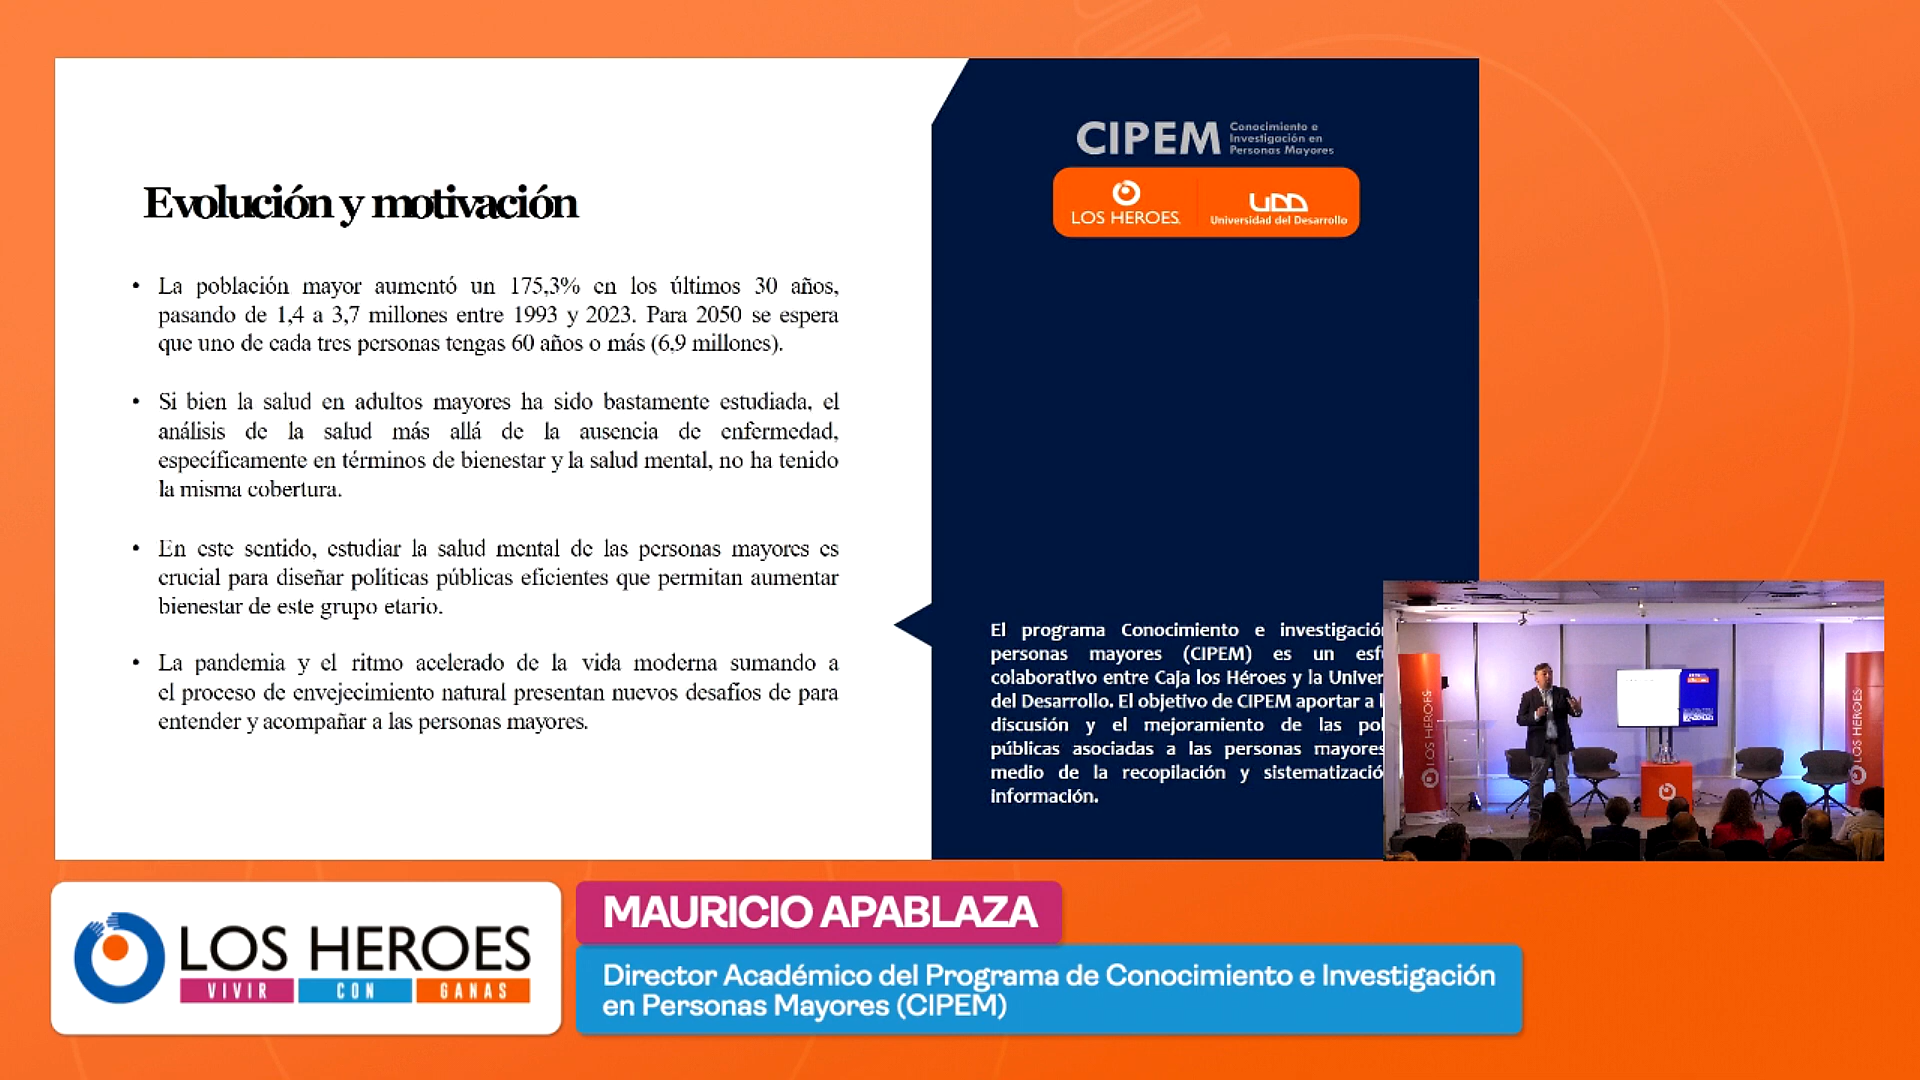 Evolución y motivación
• La población mayor aumentó un 175,3% en los últimos 30 años,
pasando de 1,4 a 3,7 millones entre 1993 y 2023. Para 2050 se espera
que uno de cada tres personas tengas 60 años o más (6,9 millones).
• Si bien la salud en adultos mayores ha sido bastamente estudiada, el
análisis de la salud más allá de la ausencia de enfermedad,
específicamente en términos de bienestar y la salud mental, no ha tenido
la misma cobertura.
• En este sentido, estudiar la salud mental de las personas mayores es
crucial para diseñar políticas públicas eficientes que permitan aumentar
bienestar de este grupo etario.
• La pandemia y el ritmo acelerado de la vida moderna sumando a
el proceso de envejecimiento natural presentan nuevos desafíos de para
entender y acompañar a las personas mayores.
CIPEM
Conocimiento e
Investigación en
Personas Mayores
LOS HEROES
UDD
Universidad del Desarrollo
El programa Conocimiento e investigación
personas mayores (CIPEM) es un esf
colaborativo entre Caja los Héroes y la Univer
del Desarrollo. El objetivo de CIPEM aportar a l
discusión y el mejoramiento de las pol
públicas asociadas a las personas mayores
medio de la recopilación y sistematizació
información.
LOS HEROES
LOS HEROES
LOS HEROES
VIVIR CON GANAS
MAURICIO APABLAZA
Director Académico del Programa de Conocimiento e Investigación
en Personas Mayores (CIPEM)